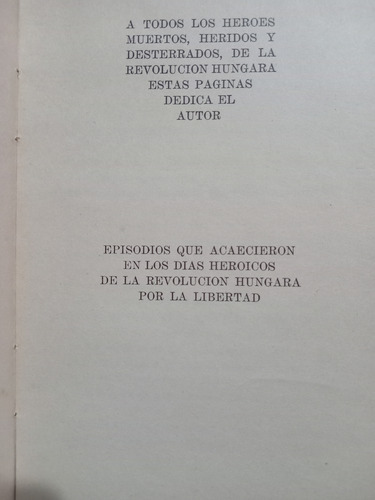 A TODOS LOS HEROES
MUERTOS, HERIDOS Y
DESTERRADOS, DE LA
REVOLUCION HUNGARA
ESTAS PAGINAS
DEDICA EL
AUTOR
EPISODIOS QUE ACAECIERON
EN LOS DIAS HEROICOS
DE LA REVOLUCION HUNGARA
POR LA LIBERTAD